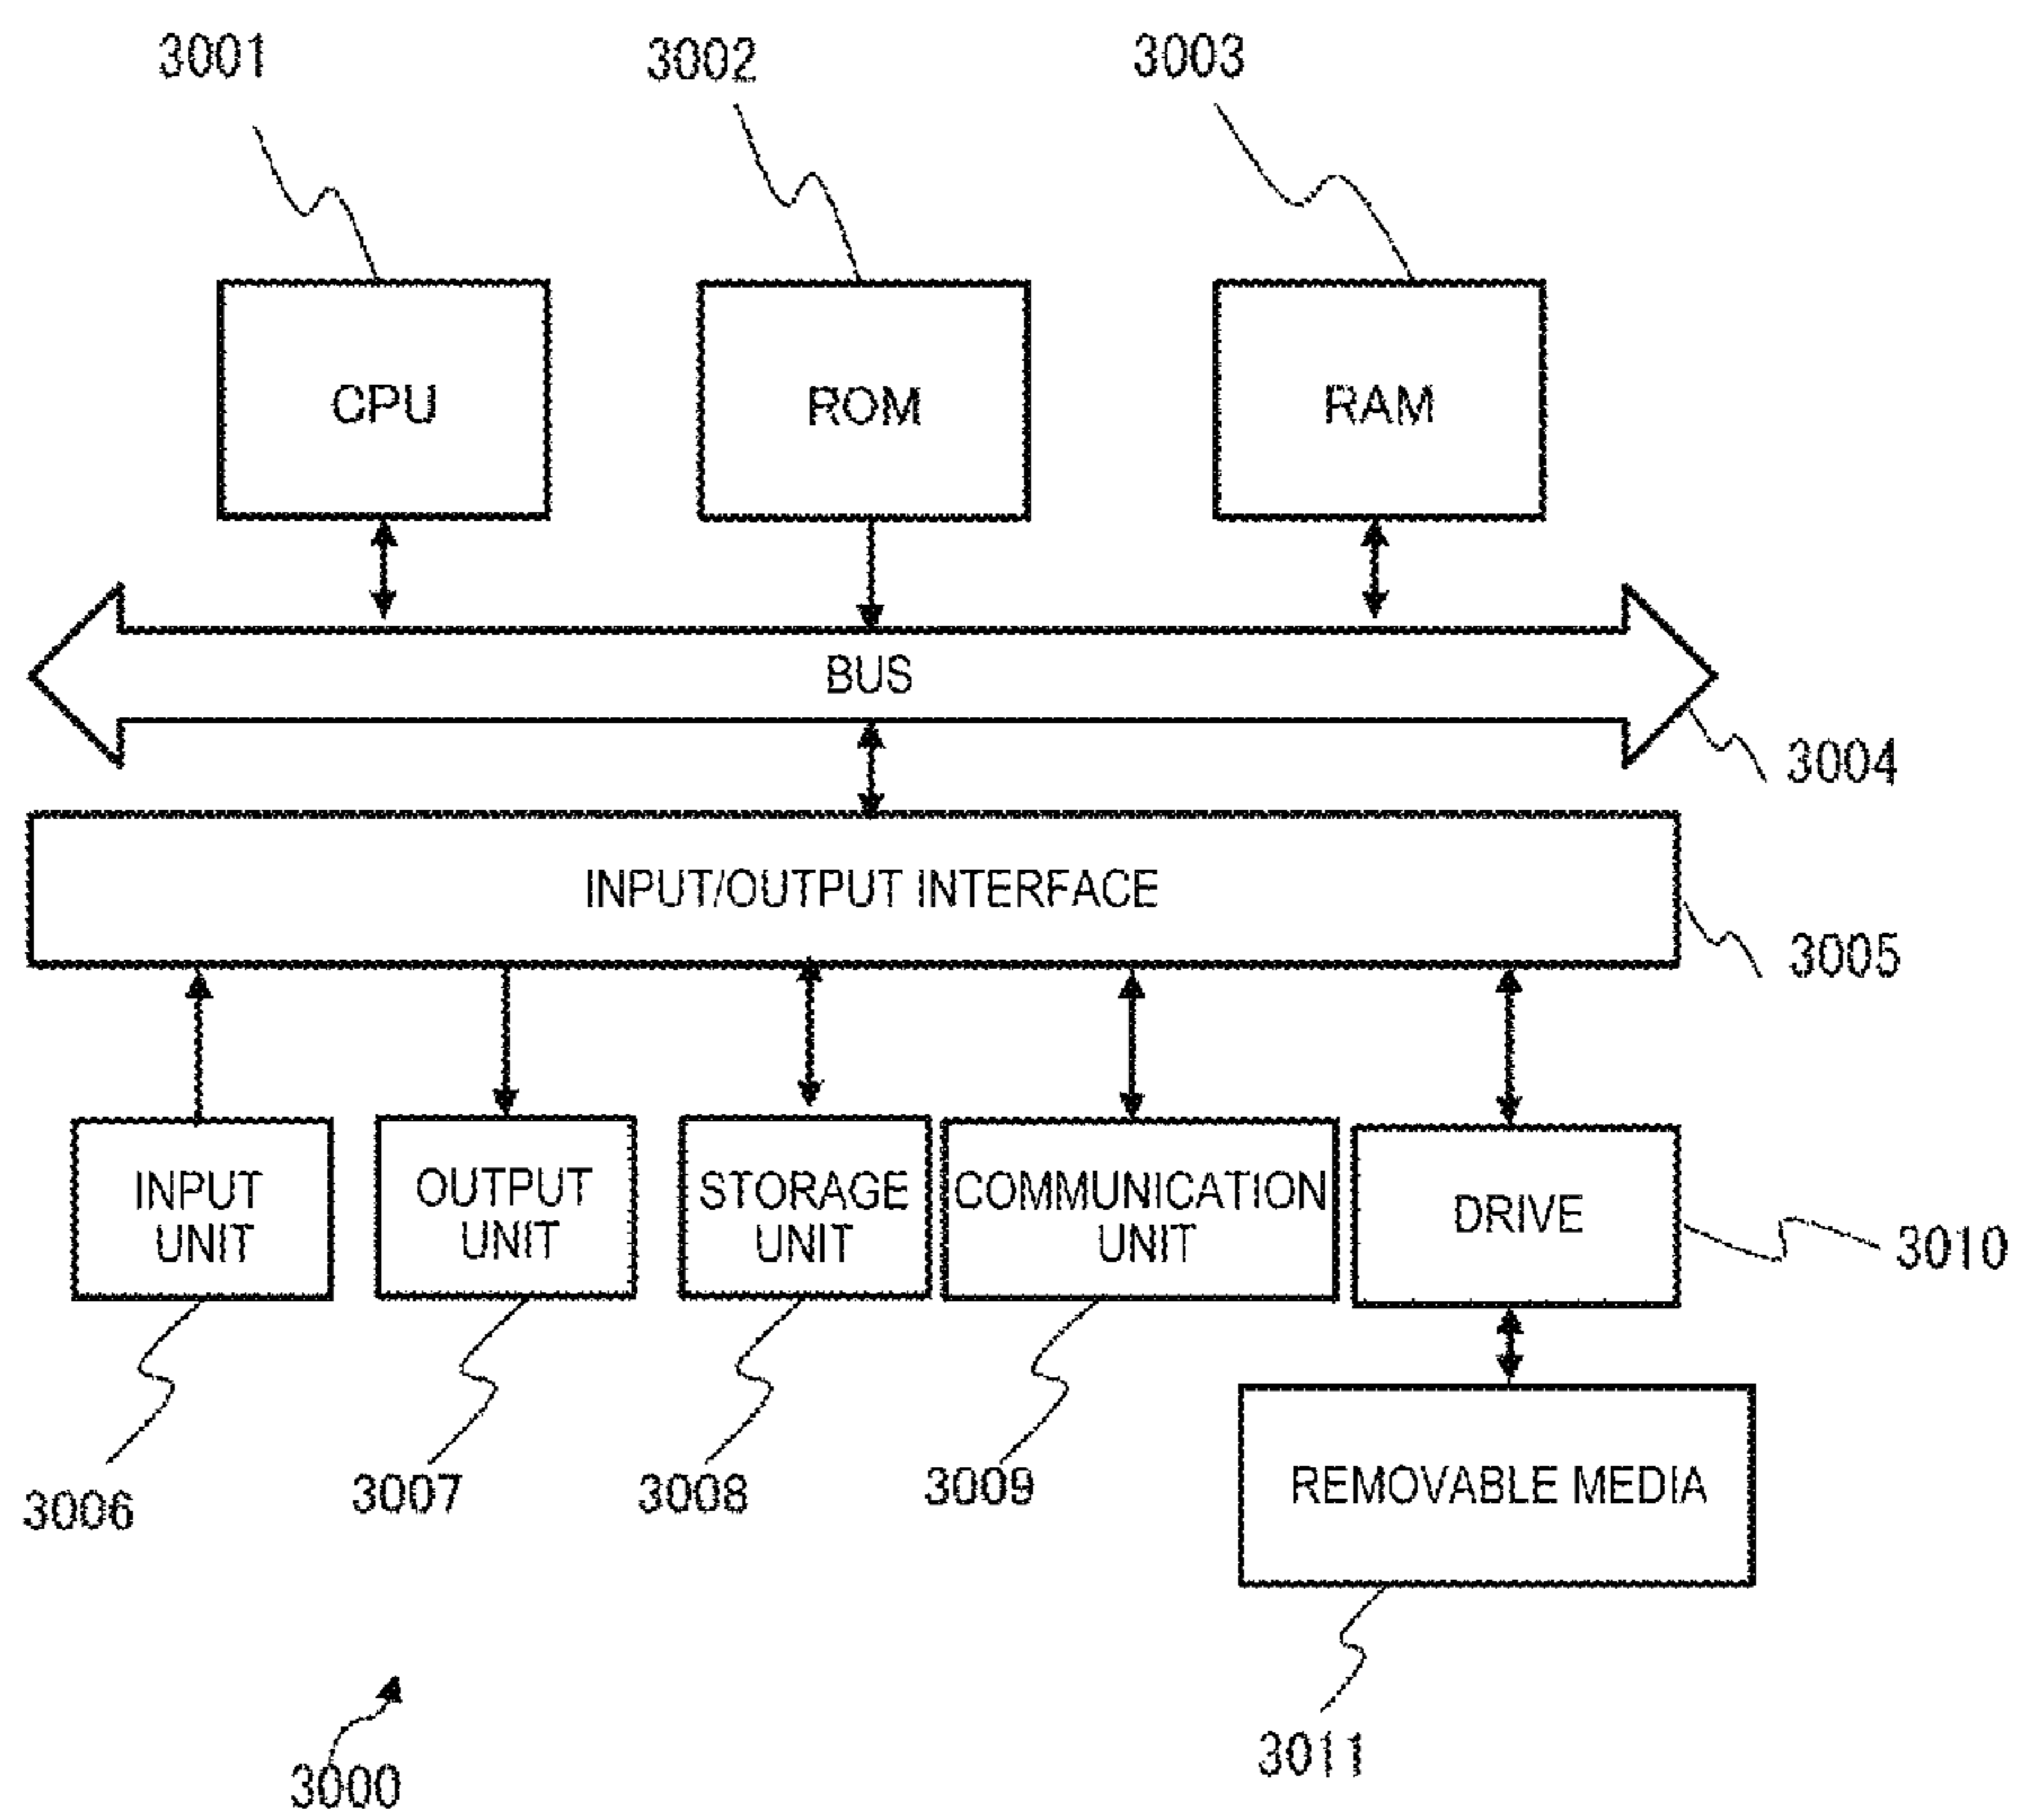 3001
3002
3003
CPU
ROM
RAM
BUS
3004
INPUT/OUTPUT INTERFACE
3005
INPUT
UNIT
OUTPUT
UNIT
STORAGE
UNIT
COMMUNICATION
UNIT
DRIVE
3010
3006
3007
3008
3009
REMOVABLE MEDIA
3011
3000